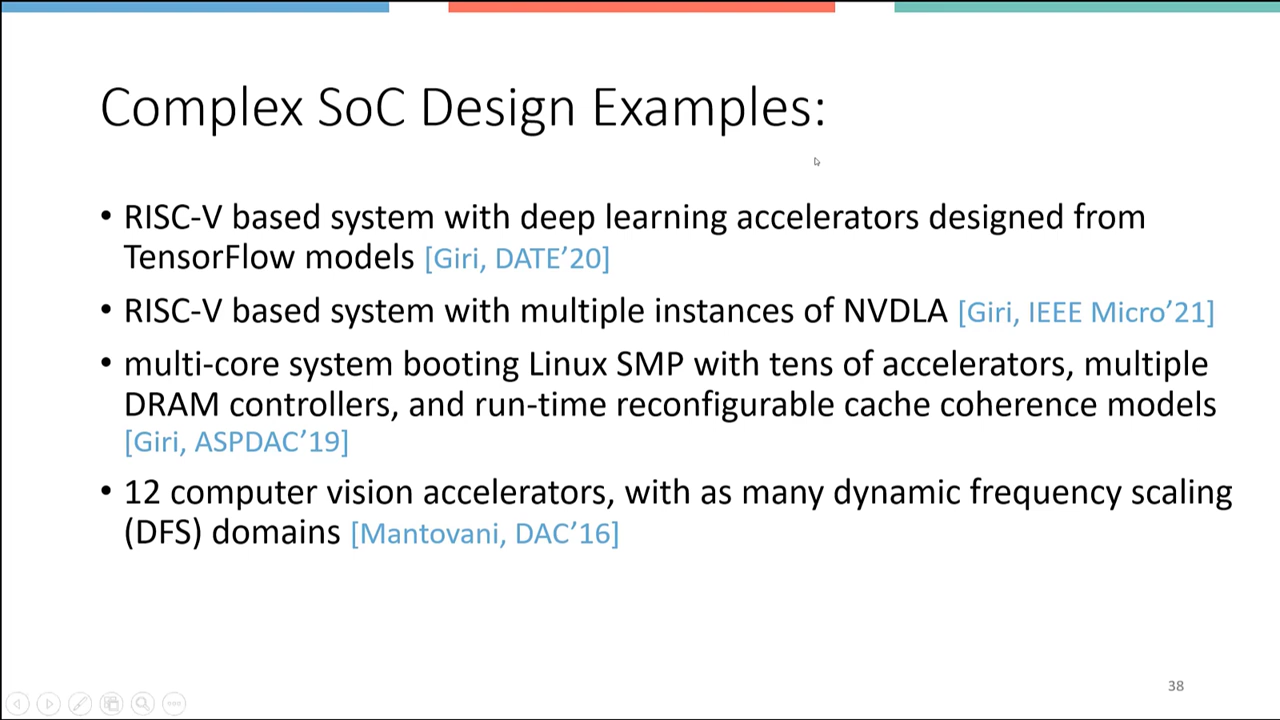 Complex SoC Design Examples:
• RISC-V based system with deep learning accelerators designed from
TensorFlow models [Giri, DATE’20]
• RISC-V based system with multiple instances of NVDLA [Giri, IEEE Micro’21]
• multi-core system booting Linux SMP with tens of accelerators, multiple
DRAM controllers, and run-time reconfigurable cache coherence models
[Giri, ASPDAC’19]
• 12 computer vision accelerators, with as many dynamic frequency scaling
(DFS) domains [Mantovani, DAC’16]
38